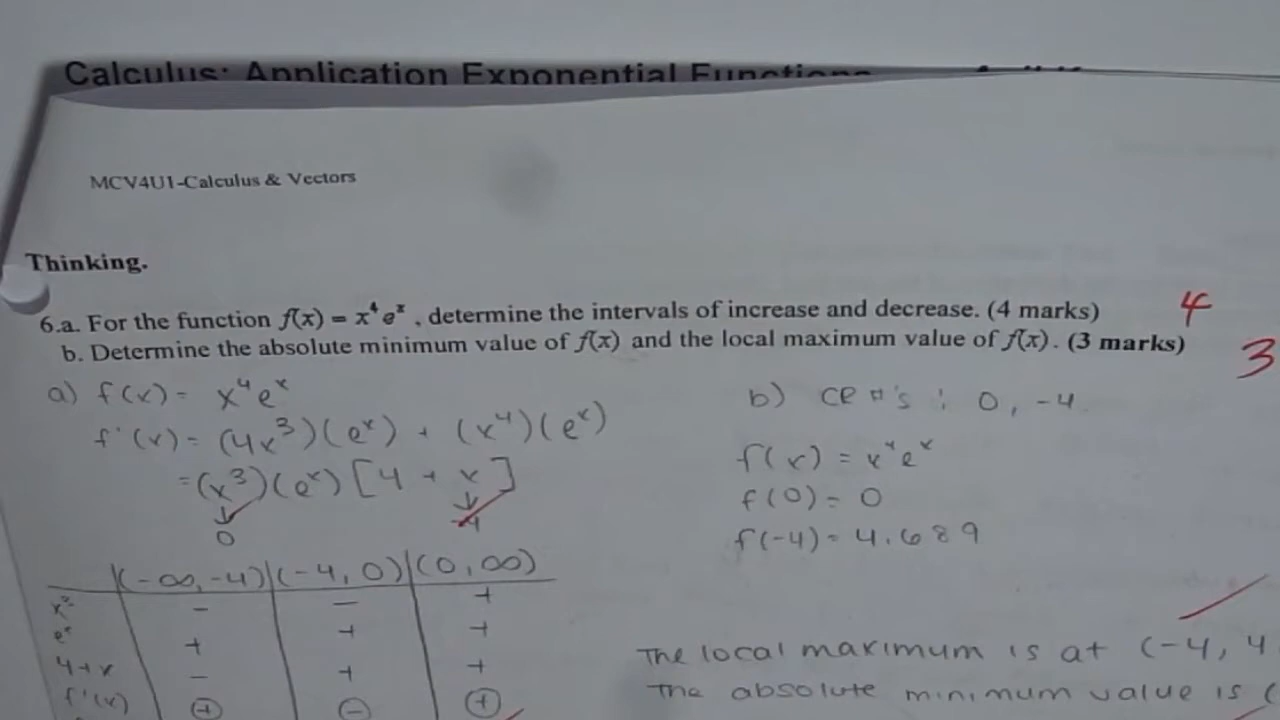 Calculus: Application Exponential Functions
MCV4U1-Calculus & Vectors
Thinking.
6.a. For the function f(x) = x⁴eˣ , determine the intervals of increase and decrease. (4 marks) 4
b. Determine the absolute minimum value of f(x) and the local maximum value of f(x). (3 marks) 3
a) f(x) = x⁴eˣ
f'(x) = (4x³)(eˣ) + (x⁴)(eˣ)
= (x³)(eˣ)[4 + x]
↓ ↓
0 -4
(-∞, -4) (-4, 0) (0, ∞)
x³ - - +
eˣ + + +
4+x - + +
f'(x) + - +
b) CR #'s : 0, -4
f(x) = x⁴eˣ
f(0) = 0
f(-4) = 4.689
The local maximum is at (-4, 4
The absolute minimum value is (